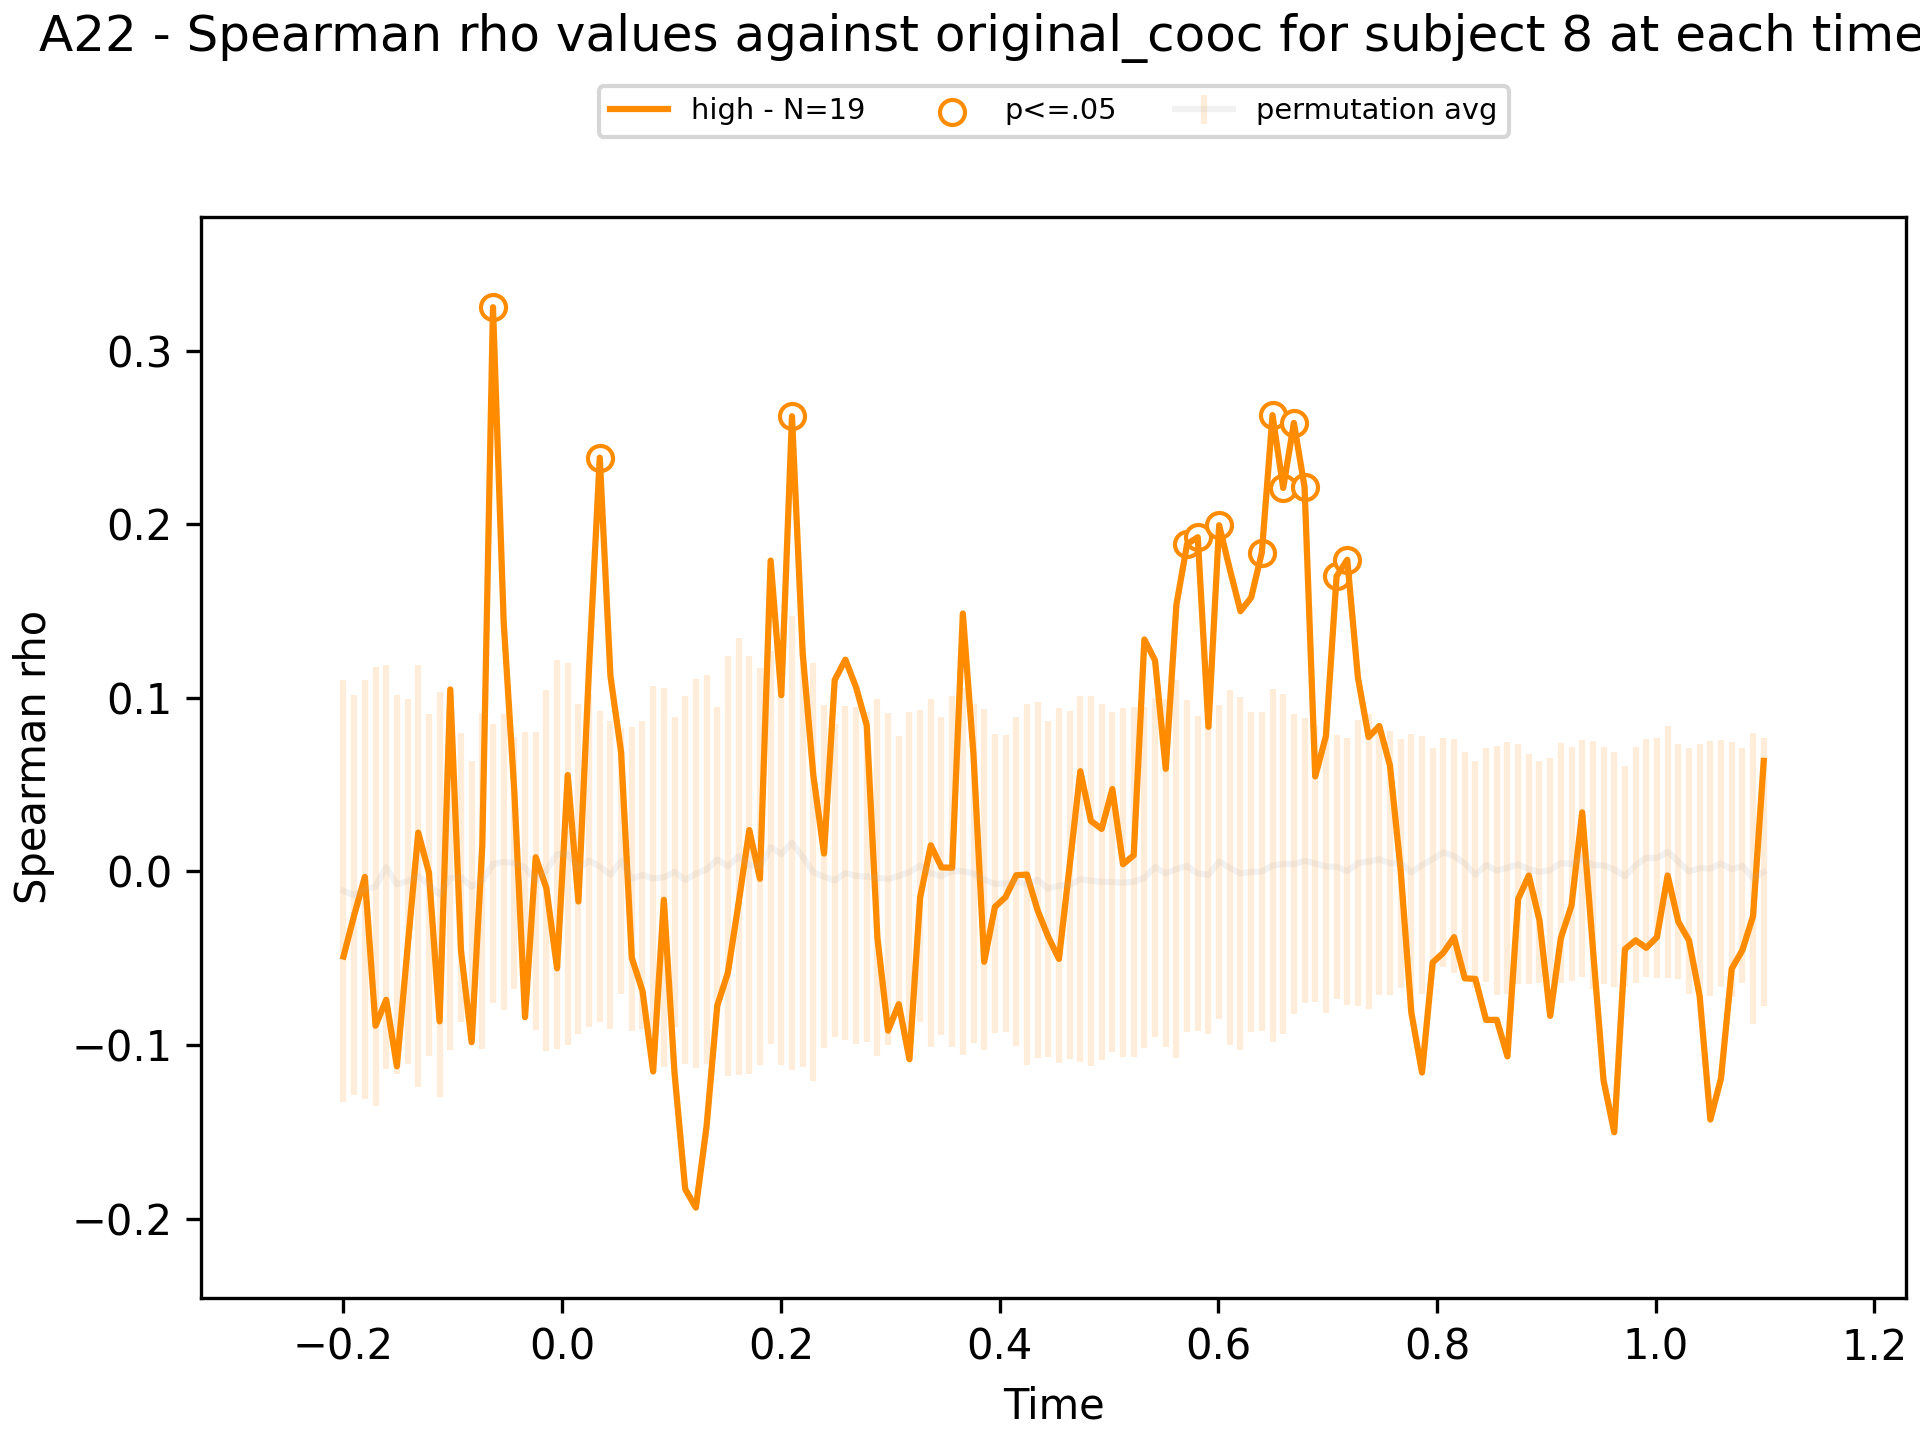 A22 - Spearman rho values against original_cooc for subject 8 at each time
high - N=19 p<=.05 permutation avg
Spearman rho
0.3
0.2
0.1
0.0
−0.1
−0.2
−0.2 0.0 0.2 0.4 0.6 0.8 1.0 1.2
Time